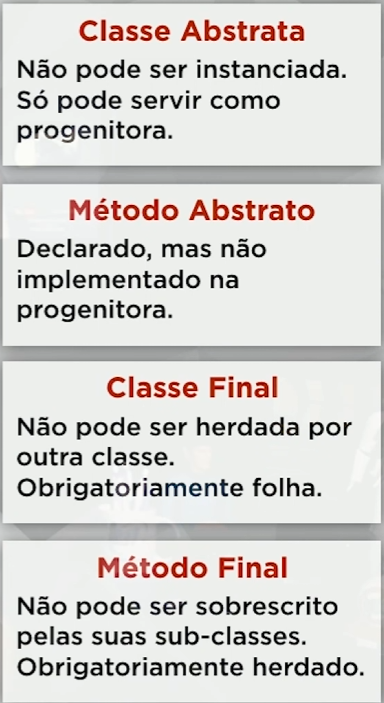 Classe Abstrata
Não pode ser instanciada.
Só pode servir como
progenitora.
Método Abstrato
Declarado, mas não
implementado na
progenitora.
Classe Final
Não pode ser herdada por
outra classe.
Obrigatoriamente folha.
Método Final
Não pode ser sobrescrito
pelas suas sub-classes.
Obrigatoriamente herdado.